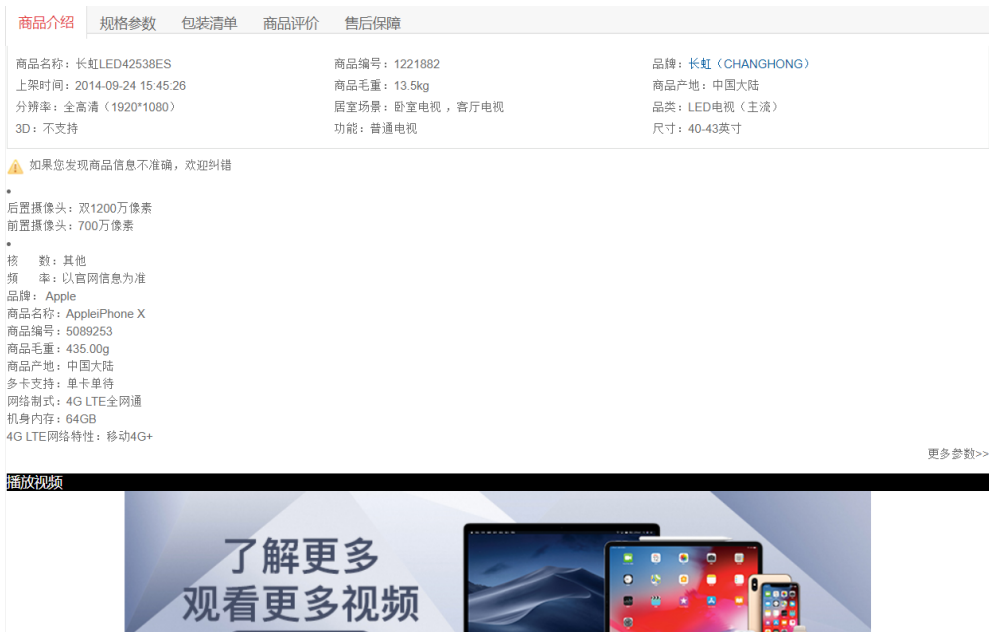 商品介绍 规格参数 包装清单 商品评价 售后保障
商品名称：长虹LED42538ES 商品编号：1221882 品牌：长虹（CHANGHONG）
上架时间：2014-09-24 15:45:26 商品毛重：13.5kg 商品产地：中国大陆
分辨率：全高清（1920*1080） 居室场景：卧室电视 ，客厅电视 品类：LED电视（主流）
3D：不支持 功能：普通电视 尺寸：40-43英寸
如果您发现商品信息不准确，欢迎纠错
后置摄像头：双1200万像素
前置摄像头：700万像素
核 数：其他
频 率：以官网信息为准
品牌： Apple
商品名称：AppleiPhone X
商品编号：5089253
商品毛重：435.00g
商品产地：中国大陆
多卡支持：单卡单待
网络制式：4G LTE全网通
机身内存：64GB
4G LTE网络特性：移动4G+
更多参数>>
播放视频
了解更多
观看更多视频